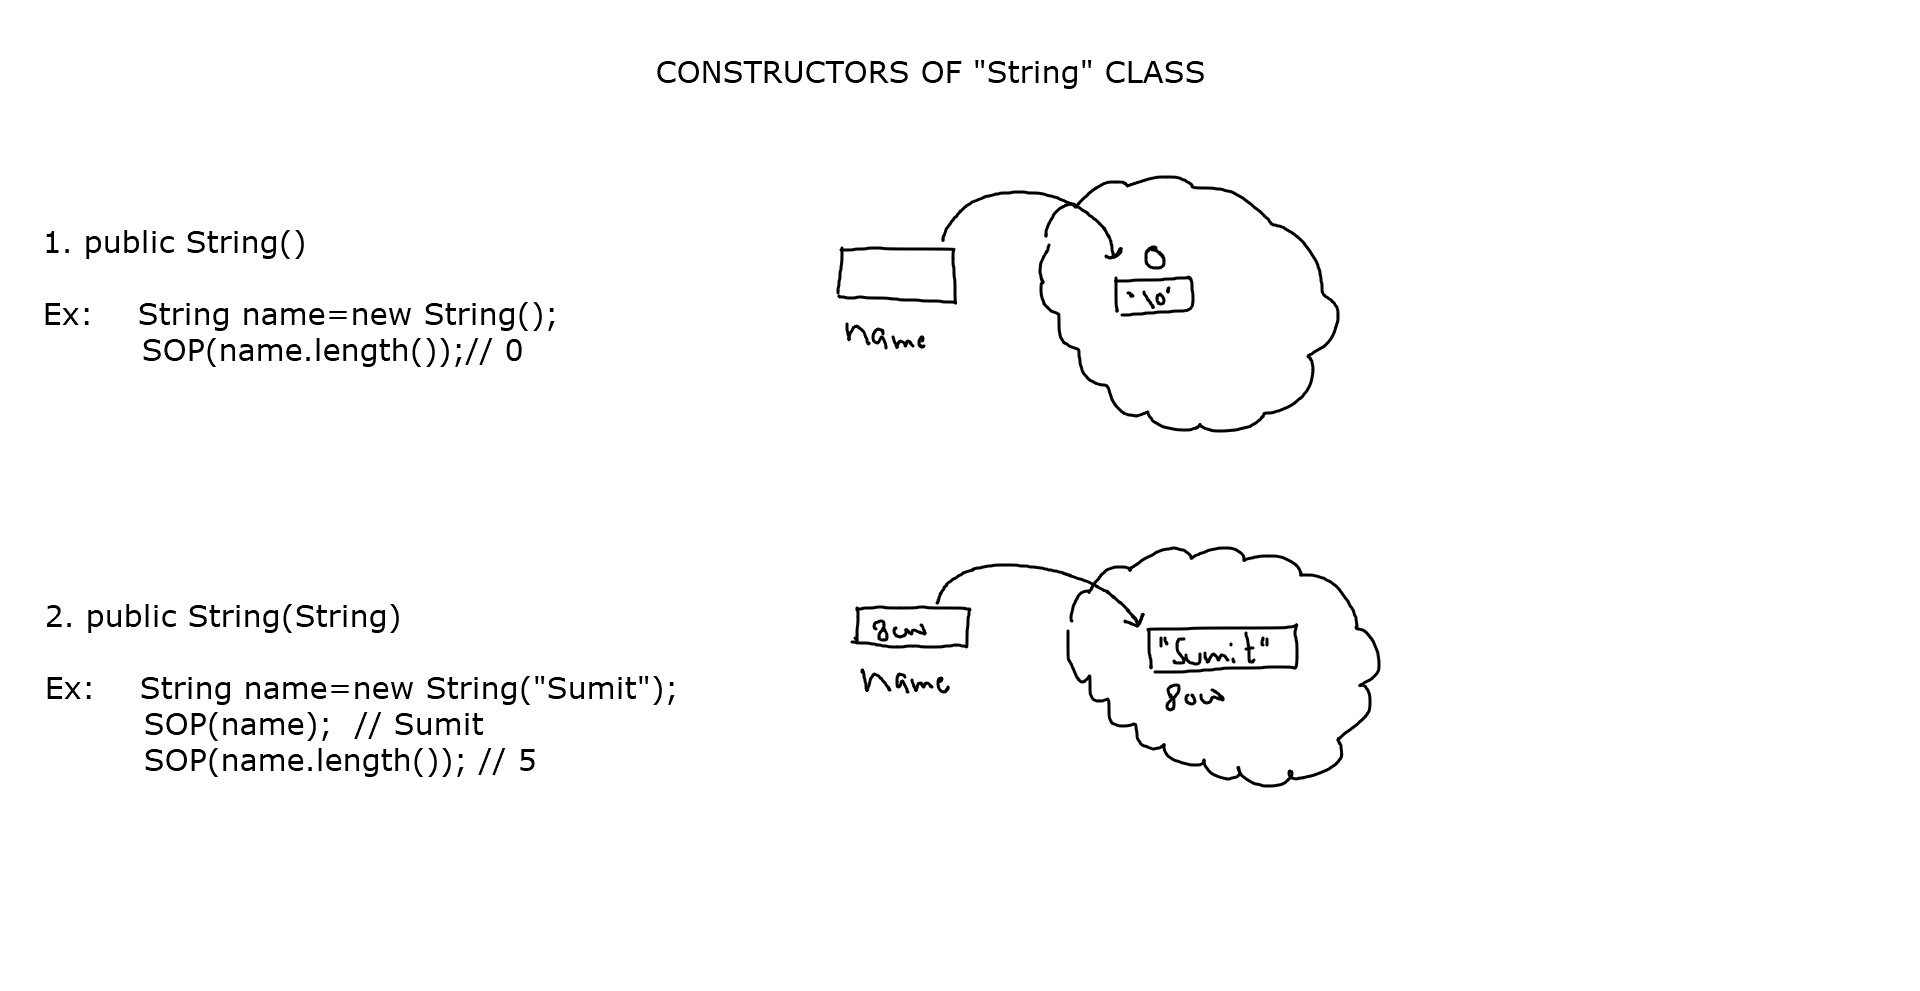 CONSTRUCTORS OF "String" CLASS
1. public String()
Ex: String name=new String();
SOP(name.length());// 0
0
'\0'
name
2. public String(String)
Ex: String name=new String("Sumit");
SOP(name); // Sumit
SOP(name.length()); // 5
"Sumit"
name